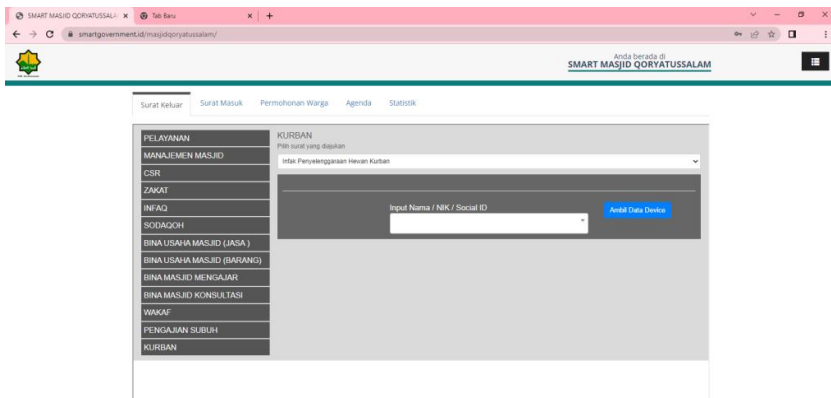 SMART MASJID QORYATUSSALA
Tab Baru
smartgovernment.id/masjidqoryatussalam/
Anda berada di
SMART MASJID QORYATUSSALAM
Surat Keluar Surat Masuk Permohonan Warga Agenda Statistik
PELAYANAN
MANAJEMEN MASJID
CSR
ZAKAT
INFAQ
SODAQOH
BINA USAHA MASJID (JASA )
BINA USAHA MASJID (BARANG)
BINA MASJID MENGAJAR
BINA MASJID KONSULTASI
WAKAF
PENGAJIAN SUBUH
KURBAN
KURBAN
Pilih surat yang diajukan
Infak Penyelenggaraan Hewan Kurban
Input Nama / NIK / Social ID
Ambil Data Device